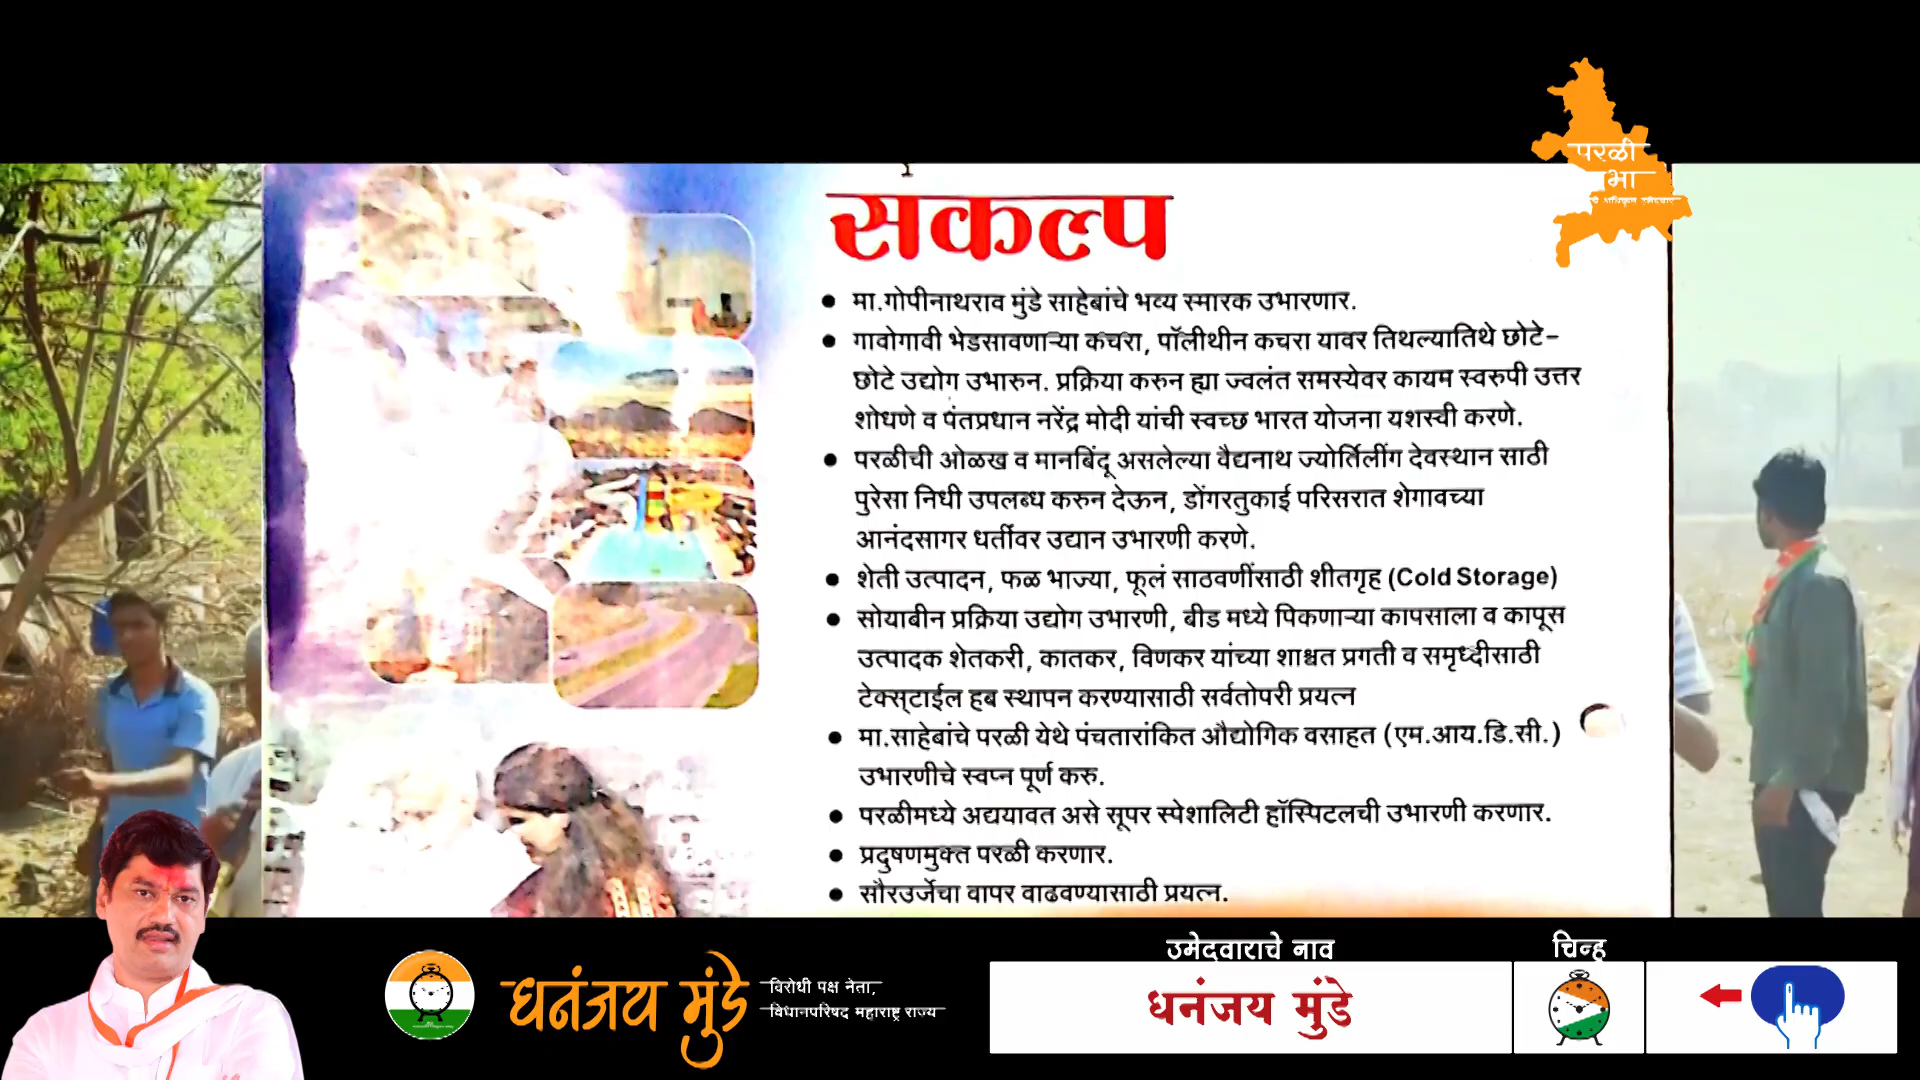 परळी
भा
संकल्प
• मा.गोपीनाथराव मुंडे साहेबांचे भव्य स्मारक उभारणार.
• गावोगावी भेडसावणाऱ्या कचरा, पॉलीथीन कचरा यावर तिथल्यातिथे छोटे-
छोटे उद्योग उभारुन. प्रक्रिया करुन ह्या ज्वलंत समस्येवर कायम स्वरुपी उत्तर
शोधणे व पंतप्रधान नरेंद्र मोदी यांची स्वच्छ भारत योजना यशस्वी करणे.
• परळीची ओळख व मानबिंदू असलेल्या वैद्यनाथ ज्योर्तिलींग देवस्थान साठी
पुरेसा निधी उपलब्ध करुन देऊन, डोंगरतुकाई परिसरात शेगावच्या
आनंदसागर धर्तीवर उद्यान उभारणी करणे.
• शेती उत्पादन, फळ भाज्या, फूलं साठवणींसाठी शीतगृह (Cold Storage)
• सोयाबीन प्रक्रिया उद्योग उभारणी, बीड मध्ये पिकणाऱ्या कापसाला व कापूस
उत्पादक शेतकरी, कातकर, विणकर यांच्या शाश्वत प्रगती व समृध्दीसाठी
टेक्स्टाईल हब स्थापन करण्यासाठी सर्वतोपरी प्रयत्न
• मा.साहेबांचे परळी येथे पंचतारांकित औद्योगिक वसाहत (एम.आय.डि.सी.)
उभारणीचे स्वप्न पूर्ण करु.
• परळीमध्ये अद्ययावत असे सूपर स्पेशालिटी हॉस्पिटलची उभारणी करणार.
• प्रदुषणमुक्त परळी करणार.
• सौरउर्जेचा वापर वाढवण्यासाठी प्रयत्न.
धनंजय मुंडे
विरोधी पक्ष नेता,
विधानपरिषद महाराष्ट्र राज्य
उमेदवाराचे नाव
धनंजय मुंडे
चिन्ह